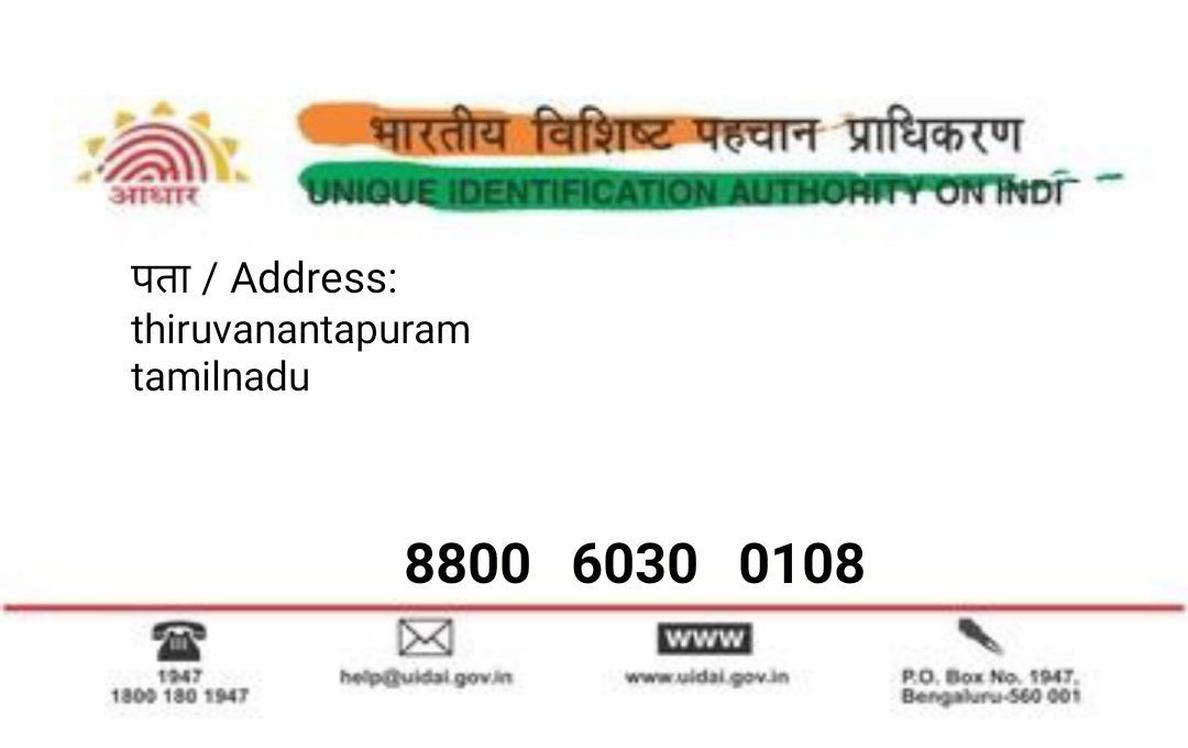 आधार
भारतीय विशिष्ट पहचान प्राधिकरण
UNIQUE IDENTIFICATION AUTHORITY ON INDI
पता / Address:
thiruvanantapuram
tamilnadu
8800 6030 0108
1947
1800 180 1947
help@uidai.gov.in
www
www.uidai.gov.in
P.O. Box No. 1947,
Bengaluru-560 001